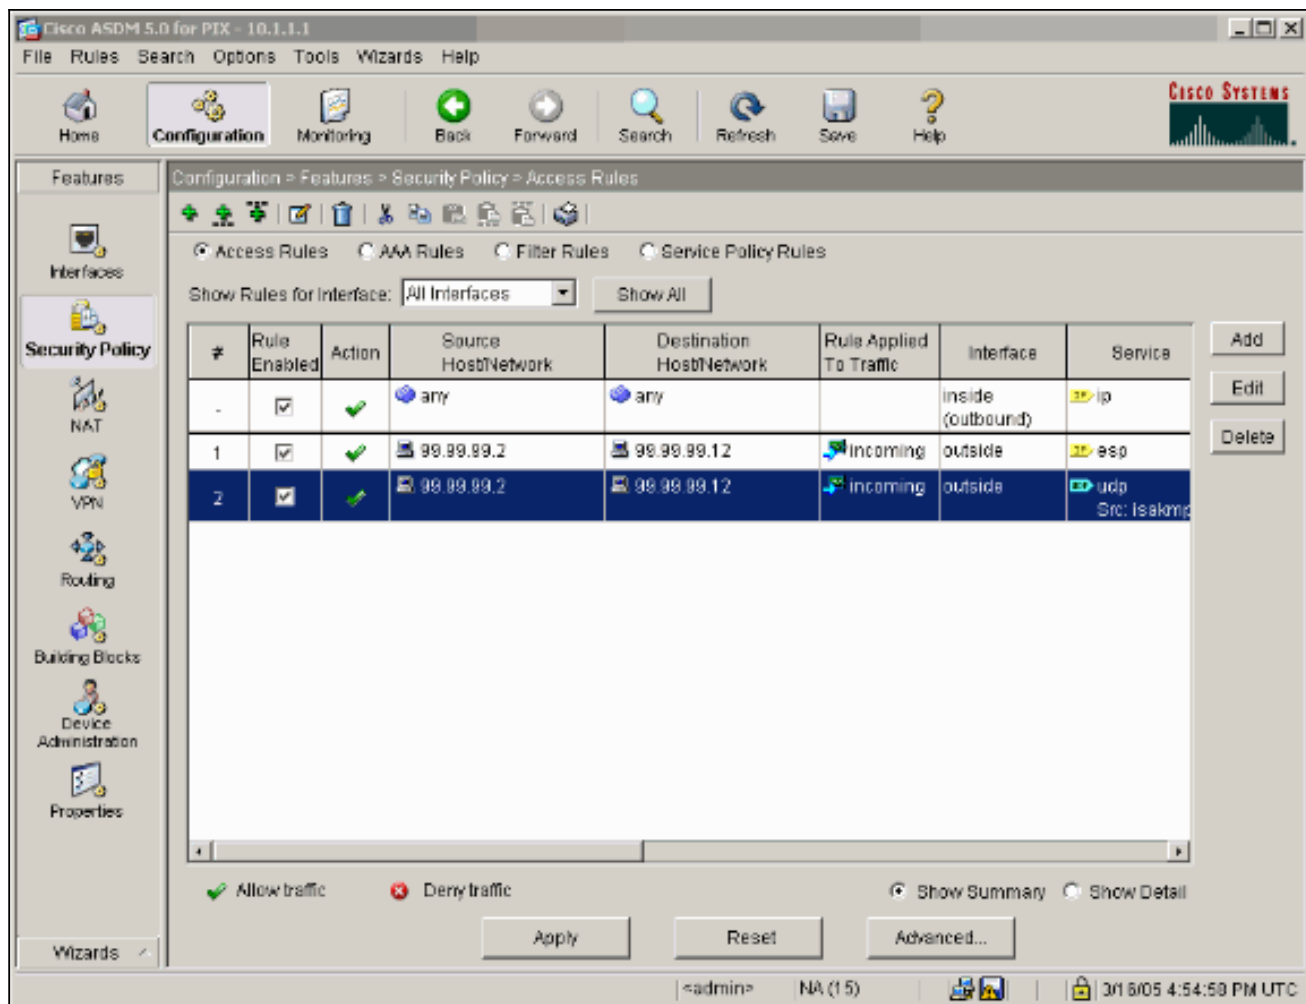 Cisco ASDM 5.0 for PIX - 10.1.1.1
File Rules Search Options Tools Wizards Help
Home Configuration Monitoring Back Forward Search Refresh Save Help
CISCO SYSTEMS
Features
Configuration > Features > Security Policy > Access Rules
Access Rules AAA Rules Filter Rules Service Policy Rules
Show Rules for Interface: All Interfaces Show All
Interfaces
Security Policy
NAT
VPN
Routing
Building Blocks
Device
Administration
Properties
Wizards
# Rule Enabled Action Source Host/Network Destination Host/Network Rule Applied To Traffic Interface Service
- any any inside (outbound) ip
1 99.99.99.2 99.99.99.12 incoming outside esp
2 99.99.99.2 99.99.99.12 incoming outside udp
Src: isakmp
Add
Edit
Delete
Allow traffic Deny traffic Show Summary Show Detail
Apply Reset Advanced...
<admin> NA (15) 3/16/05 4:54:58 PM UTC